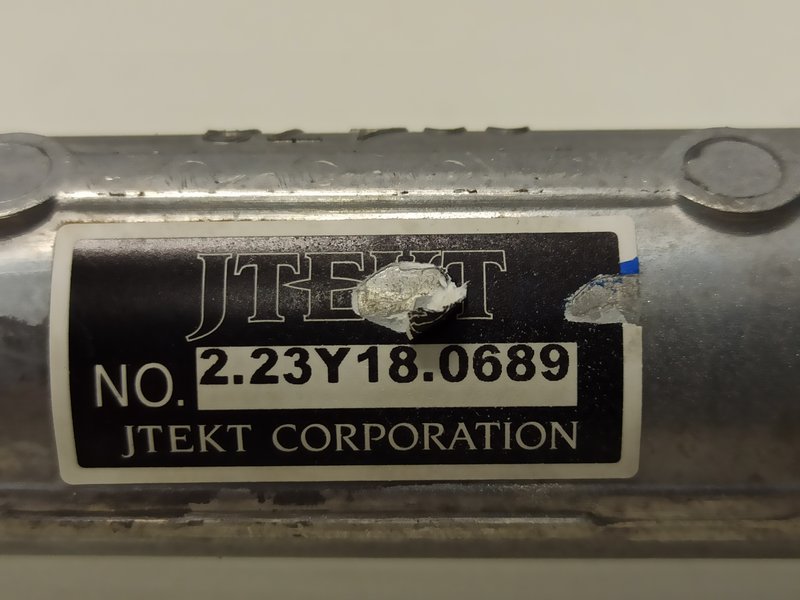 JTEKT
NO. 2.23Y18.0689
JTEKT CORPORATION